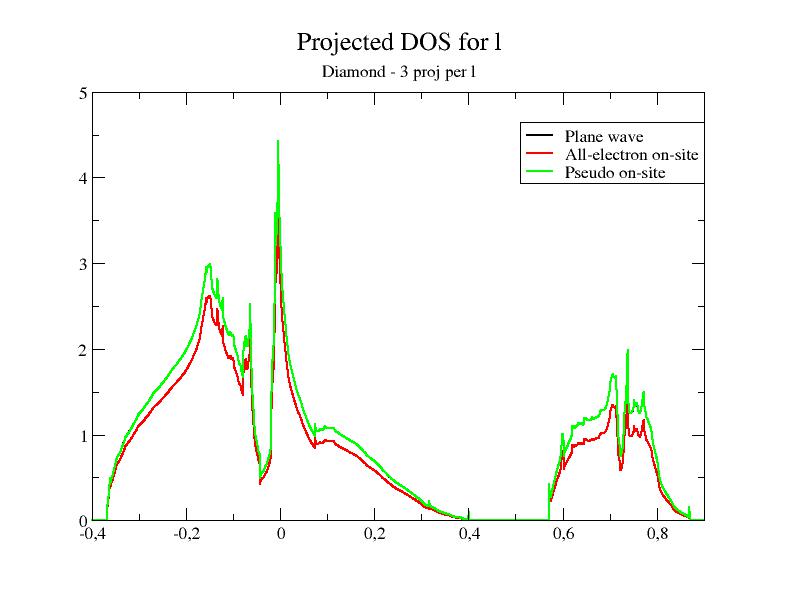 Projected DOS for l
Diamond - 3 proj per l
5
4
3
2
1
0
Plane wave
All-electron on-site
Pseudo on-site
-0,4 -0,2 0 0,2 0,4 0,6 0,8